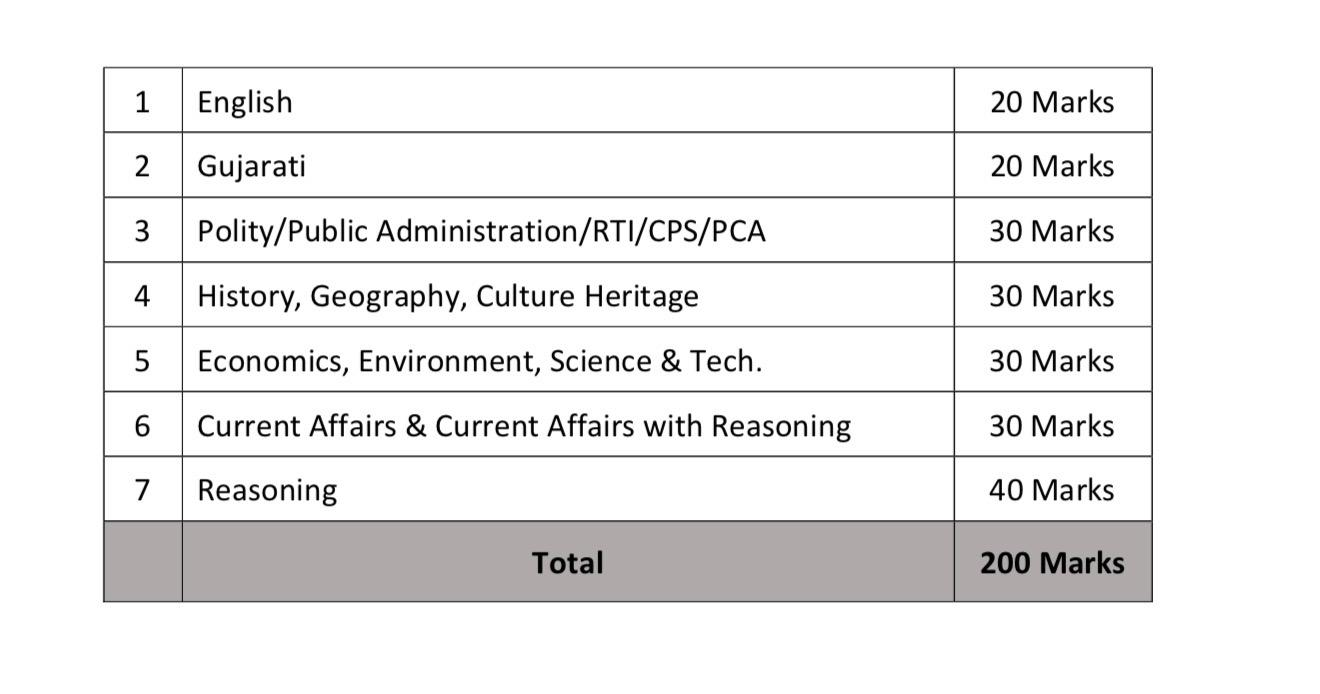 1 English 20 Marks
2 Gujarati 20 Marks
3 Polity/Public Administration/RTI/CPS/PCA 30 Marks
4 History, Geography, Culture Heritage 30 Marks
5 Economics, Environment, Science & Tech. 30 Marks
6 Current Affairs & Current Affairs with Reasoning 30 Marks
7 Reasoning 40 Marks
Total 200 Marks